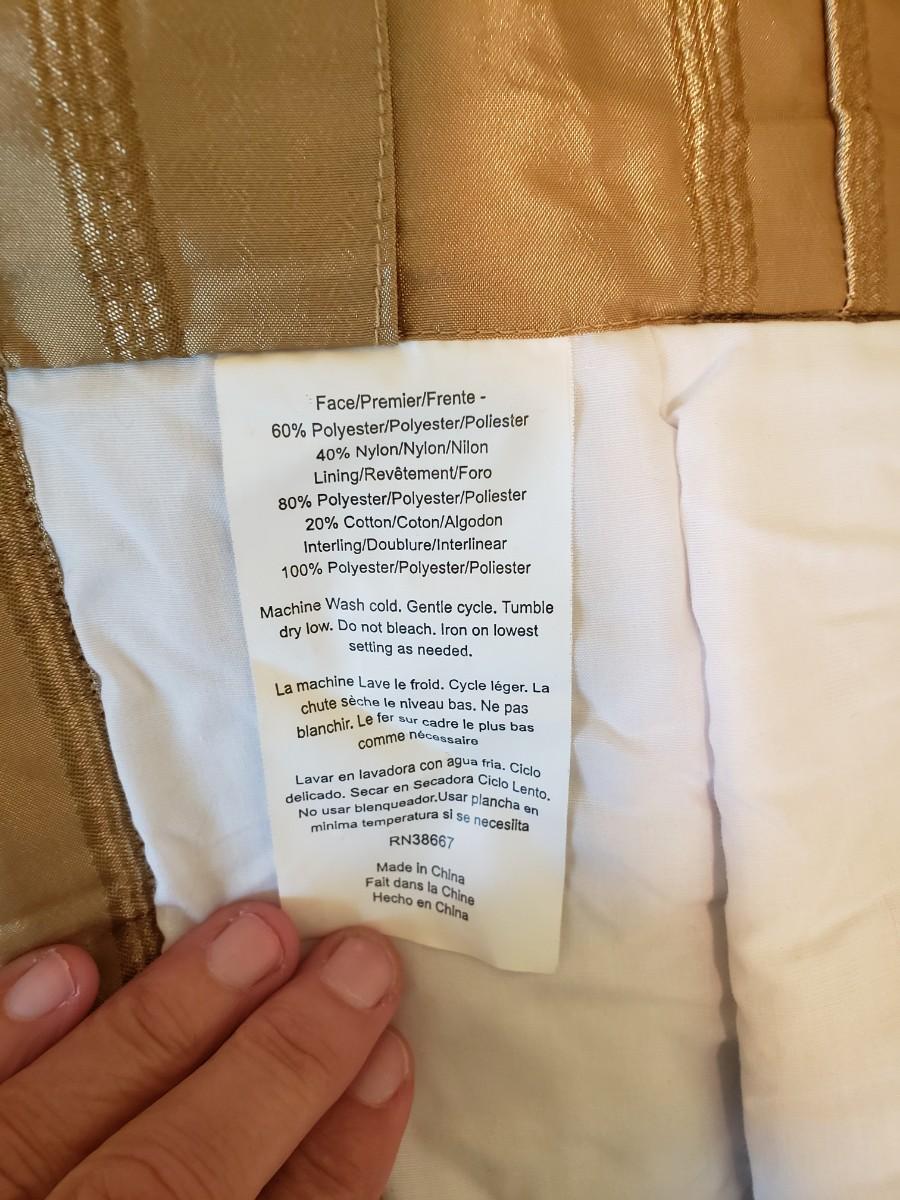 Face/Premier/Frente -
60% Polyester/Polyester/Poliester
40% Nylon/Nylon/Nilon
Lining/Revêtement/Foro
80% Polyester/Polyester/Poliester
20% Cotton/Coton/Algodon
Interling/Doublure/Interlinear
100% Polyester/Polyester/Poliester
Machine Wash cold. Gentle cycle. Tumble
dry low. Do not bleach. Iron on lowest
setting as needed.
La machine Lave le froid. Cycle léger. La
chute sèche le niveau bas. Ne pas
blanchir. Le fer sur cadre le plus bas
comme nécessaire
Lavar en lavadora con agua fria. Ciclo
delicado. Secar en Secadora Ciclo Lento.
No usar blenqueador.Usar plancha en
minima temperatura si se necesiita
RN38667
Made in China
Fait dans la Chine
Hecho en China